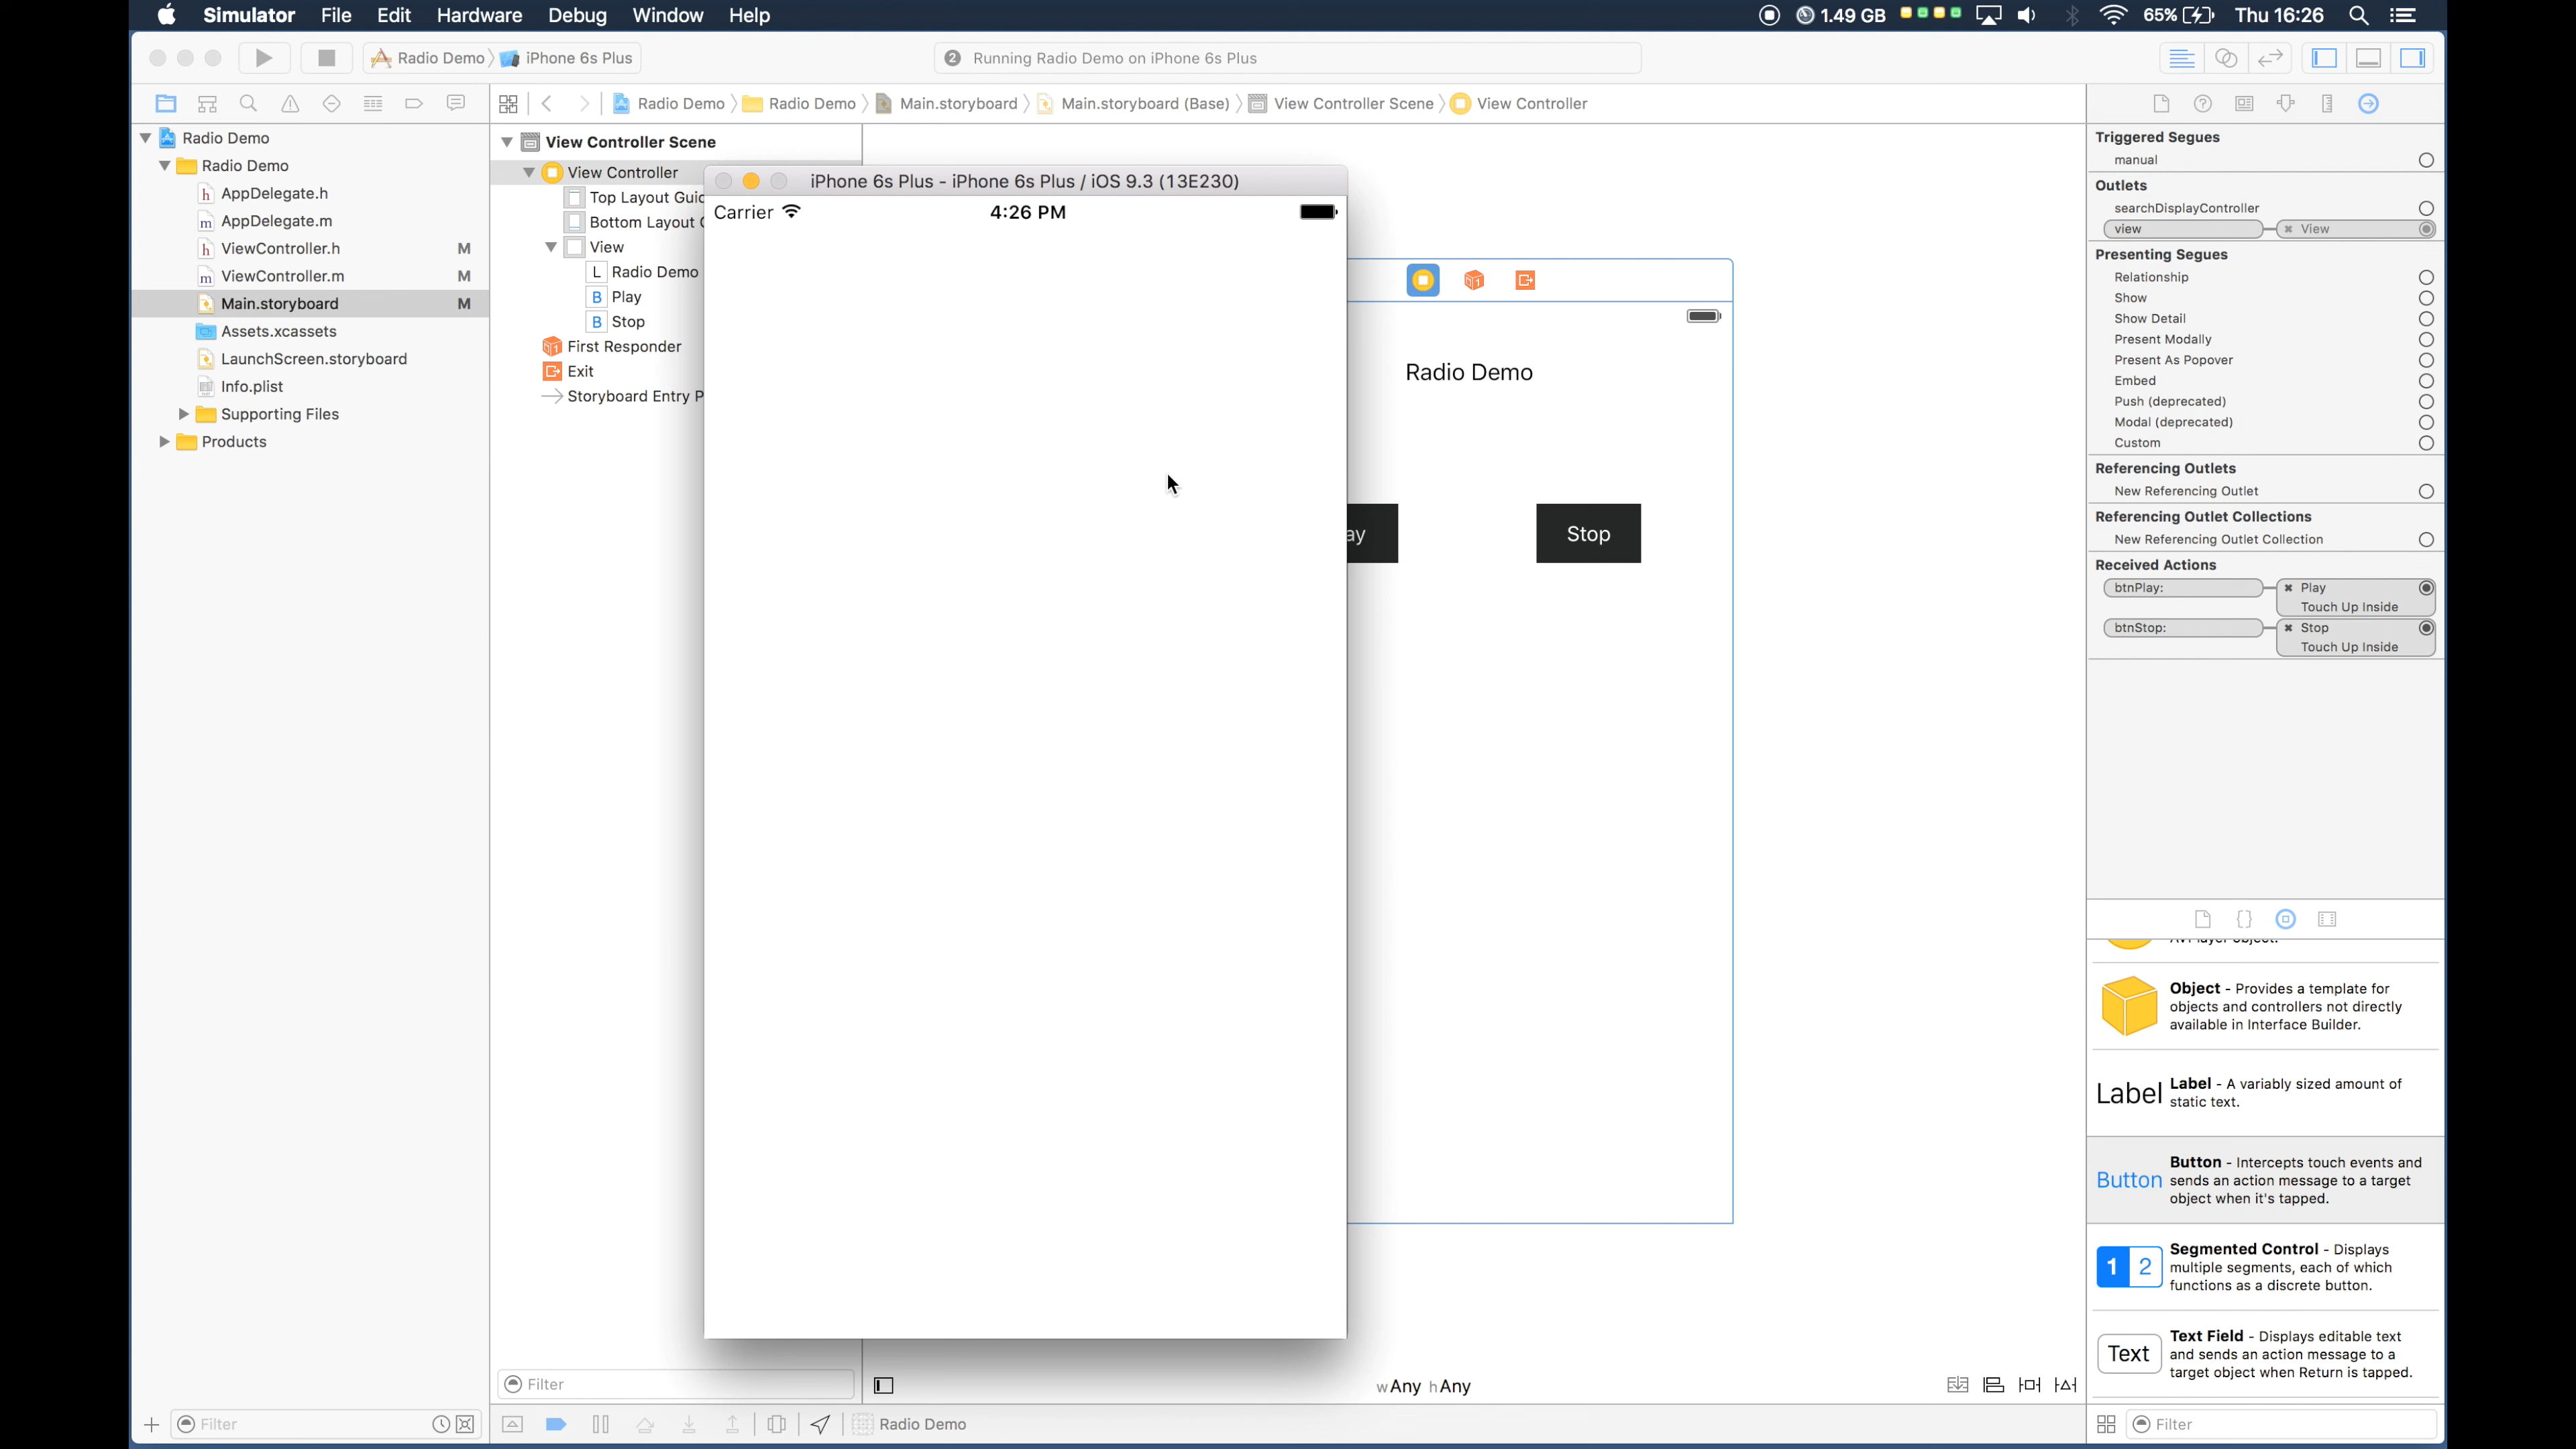 Simulator File Edit Hardware Debug Window Help
1.49 GB 65% Thu 16:26
Radio Demo iPhone 6s Plus
2 Running Radio Demo on iPhone 6s Plus
Radio Demo Radio Demo Main.storyboard Main.storyboard (Base) View Controller Scene View Controller
Radio Demo
Radio Demo
h AppDelegate.h
m AppDelegate.m
h ViewController.h M
m ViewController.m M
Main.storyboard M
Assets.xcassets
LaunchScreen.storyboard
Info.plist
Supporting Files
Products
Filter
View Controller Scene
View Controller
Top Layout Guid
Bottom Layout
View
L Radio Demo
B Play
B Stop
First Responder
Exit
Storyboard Entry P
Filter
iPhone 6s Plus - iPhone 6s Plus / iOS 9.3 (13E230)
Carrier 4:26 PM
Radio Demo
ay
Stop
wAny hAny
Radio Demo
Triggered Segues
manual
Outlets
searchDisplayController
view View
Presenting Segues
Relationship
Show
Show Detail
Present Modally
Present As Popover
Embed
Push (deprecated)
Modal (deprecated)
Custom
Referencing Outlets
New Referencing Outlet
Referencing Outlet Collections
New Referencing Outlet Collection
Received Actions
btnPlay: Play
Touch Up Inside
btnStop: Stop
Touch Up Inside
AVPlayer object.
Object - Provides a template for
objects and controllers not directly
available in Interface Builder.
Label Label - A variably sized amount of
static text.
Button - Intercepts touch events and
Button sends an action message to a target
object when it's tapped.
Segmented Control - Displays
1 2 multiple segments, each of which
functions as a discrete button.
Text Field - Displays editable text
Text and sends an action message to a
target object when Return is tapped.
Filter